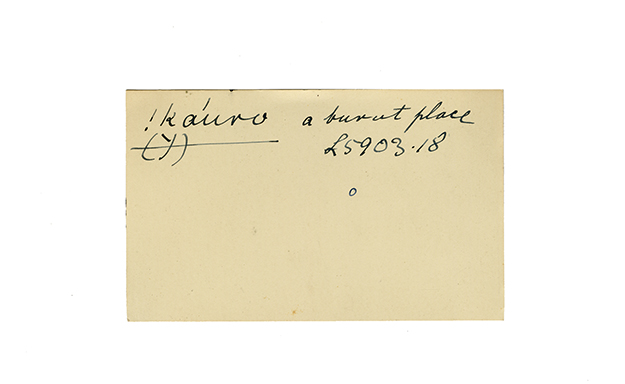 !káuro a burnt place
(Y) L5903.18